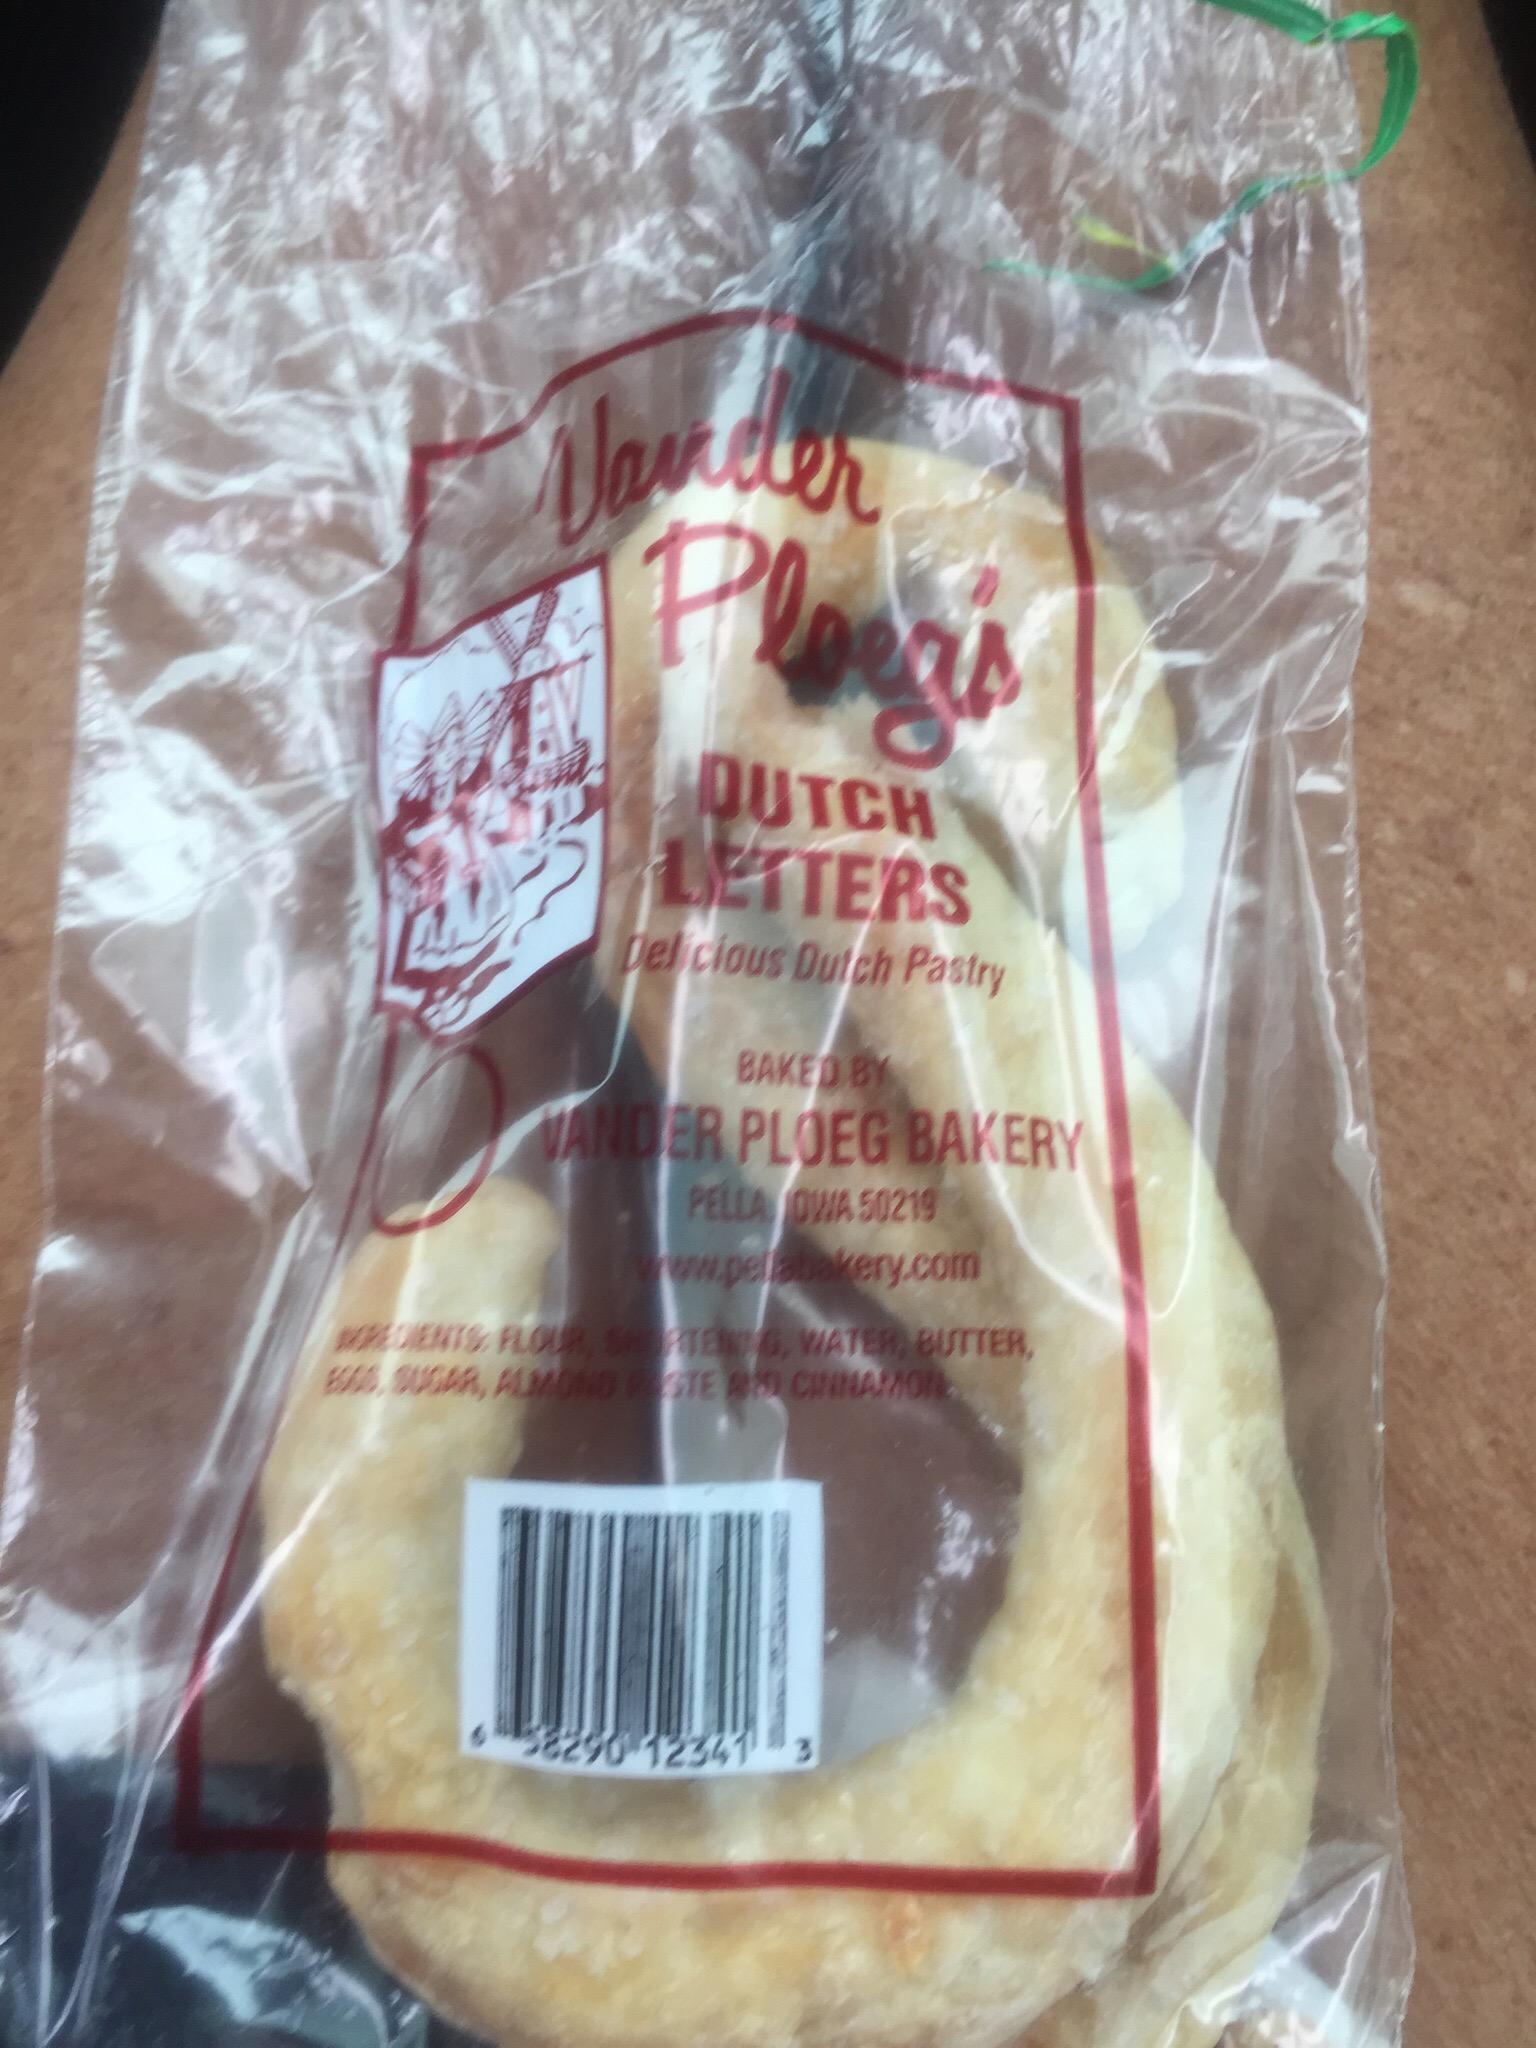 Vander
Ploeg's
DUTCH
LETTERS
Delicious Dutch Pastry
BAKED BY
VANDER PLOEG BAKERY
PELLA, IOWA 50219
www.pellabakery.com
INGREDIENTS: FLOUR, SHORTENING, WATER, BUTTER,
EGGS, SUGAR, ALMOND PASTE AND CINNAMON
6 58290 12341 3